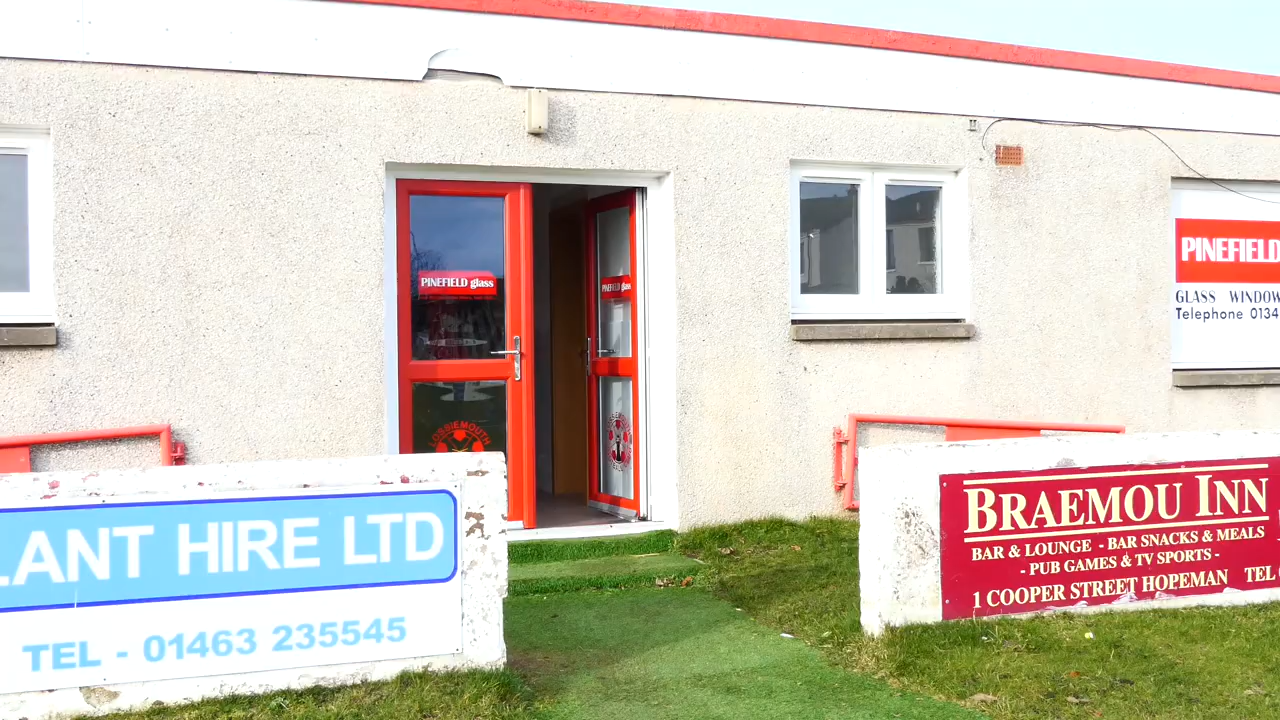 PINEFIELD glass
PINEFIELD glass
PINEFIELD
GLASS WINDOW
Telephone 0134
LOSSIEMOUTH
LANT HIRE LTD
TEL - 01463 235545
BRAEMOU INN
BAR & LOUNGE - BAR SNACKS & MEALS
- PUB GAMES & TV SPORTS -
1 COOPER STREET HOPEMAN TEL